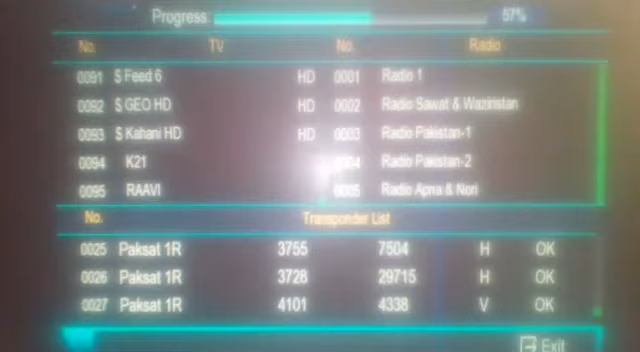 Progress 57%
No. TV No. Radio
0091 $ Feed 6 HD 0001 Radio 1
0092 $ GEO HD 0002 Radio Sawat & Waziristan
0093 $ Kahani HD HD 0003 Radio Pakistan-1
0094 K21 0004 Radio Pakistan-2
0095 RAAVI 0005 Radio Apna & Nori
No. Transponder List
0025 Paksat 1R 3755 7504 H OK
0026 Paksat 1R 3728 29715 H OK
0027 Paksat 1R 4101 4338 V OK
Exit